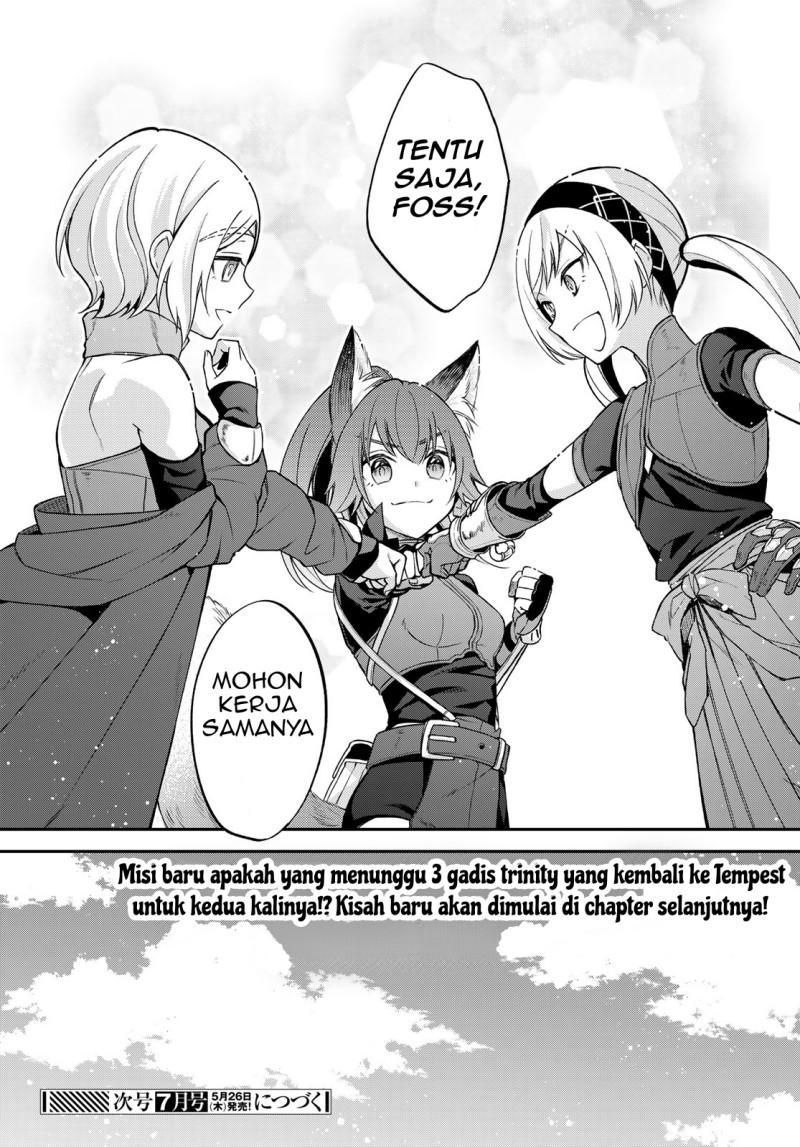 TENTU
SAJA,
FOSS!
MOHON
KERJA
SAMANYA
Misi baru apakah yang menunggu 3 gadis trinity yang kembali ke Tempest
untuk kedua kalinya!? Kisah baru akan dimulai di chapter selanjutnya!
次号7月号5月26日(木)発売!につづく